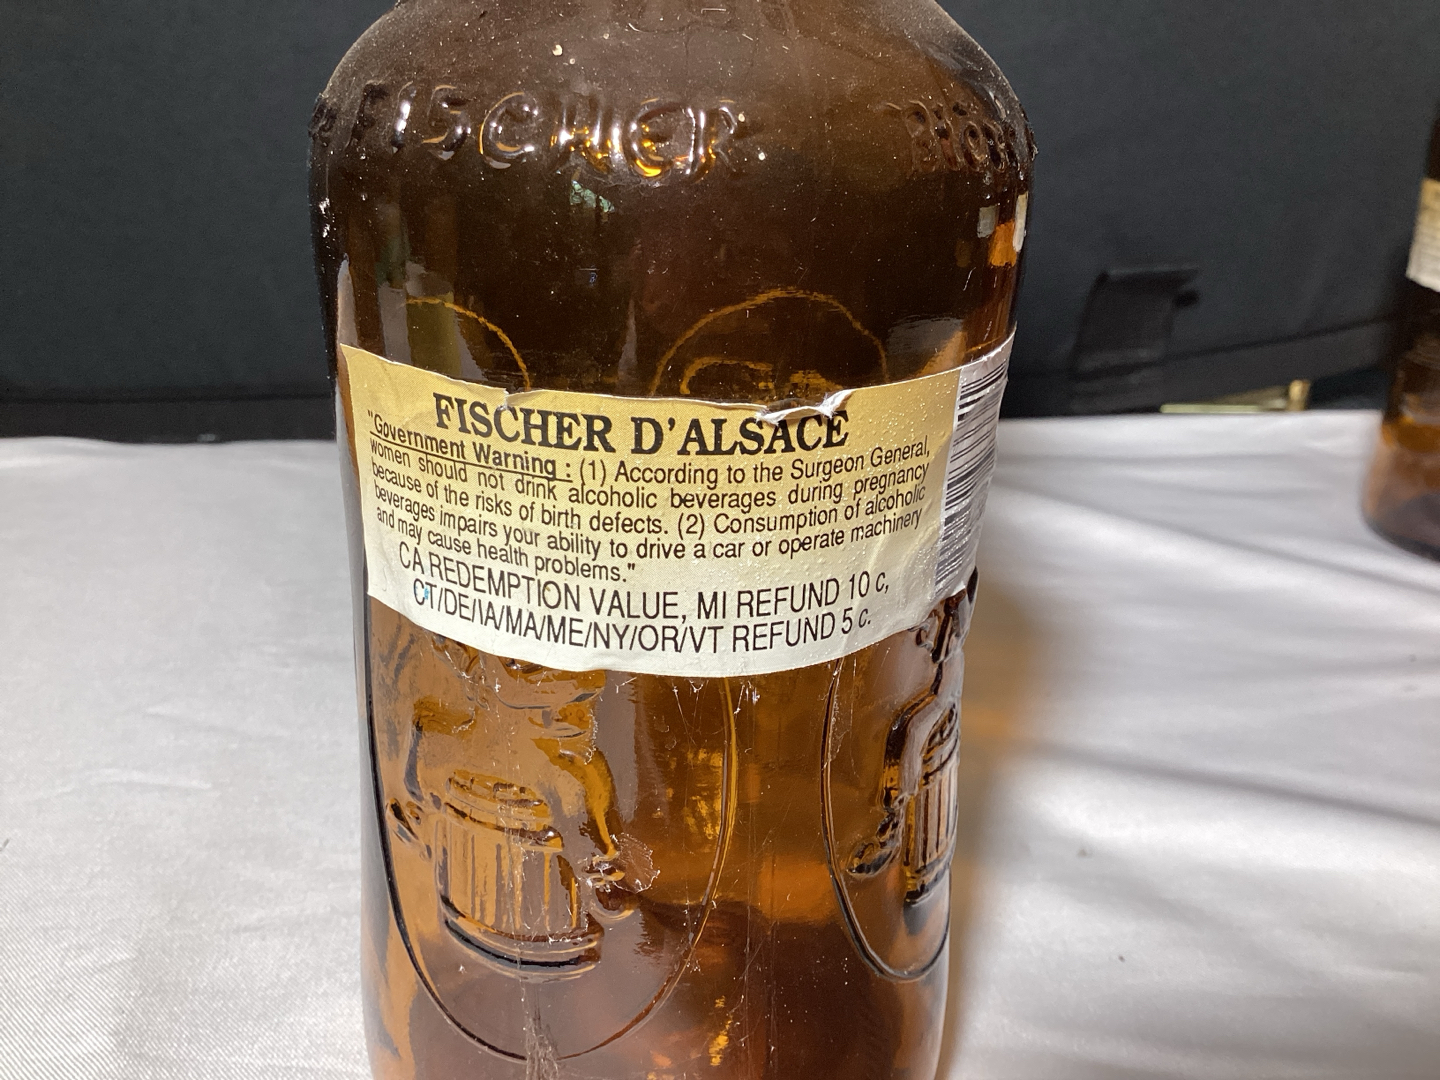 FISCHER
FISCHER D'ALSACE
"Government Warning : (1) According to the Surgeon General,
women should not drink alcoholic beverages during pregnancy
because of the risks of birth defects. (2) Consumption of alcoholic
beverages impairs your ability to drive a car or operate machinery
and may cause health problems."
CA REDEMPTION VALUE, MI REFUND 10 c,
CT/DE/IA/MA/ME/NY/OR/VT REFUND 5 c.